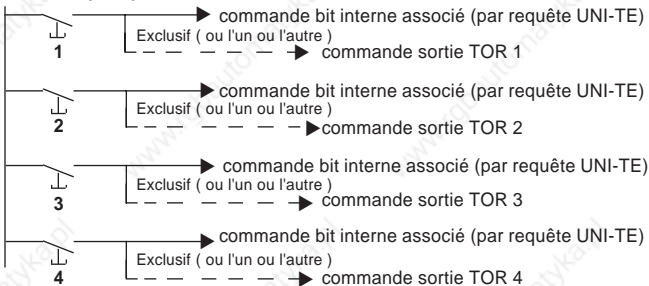 commande bit interne associé (par requête UNI-TE)
Exclusif ( ou l'un ou l'autre )
1
commande sortie TOR 1
commande bit interne associé (par requête UNI-TE)
Exclusif ( ou l'un ou l'autre )
2
commande sortie TOR 2
commande bit interne associé (par requête UNI-TE)
Exclusif ( ou l'un ou l'autre )
3
commande sortie TOR 3
commande bit interne associé (par requête UNI-TE)
Exclusif ( ou l'un ou l'autre )
4
commande sortie TOR 4